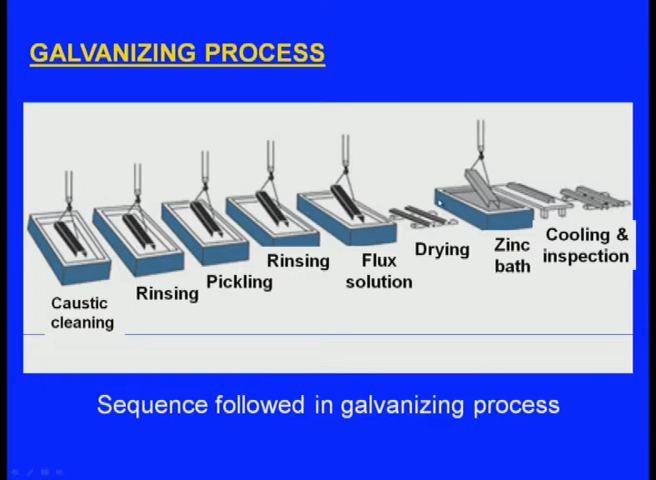 GALVANIZING PROCESS
Caustic
cleaning
Rinsing
Pickling
Rinsing
Flux
solution
Drying
Zinc
bath
Cooling &
inspection
Sequence followed in galvanizing process